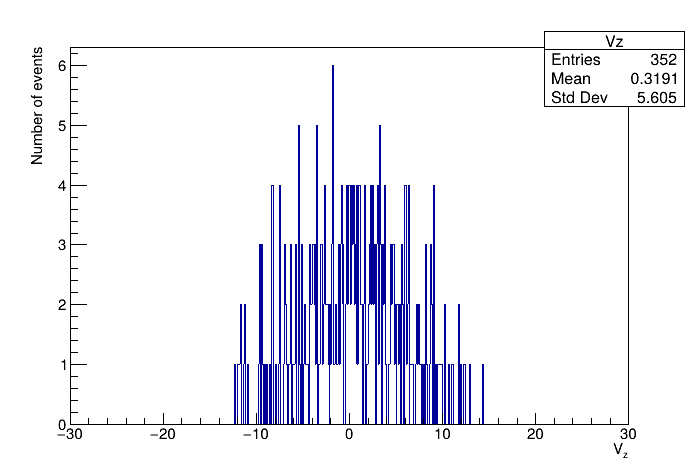 Vz
Entries 352
Mean 0.3191
Std Dev 5.605
Number of events
6
5
4
3
2
1
0
−30 −20 −10 0 10 20 30
V_z